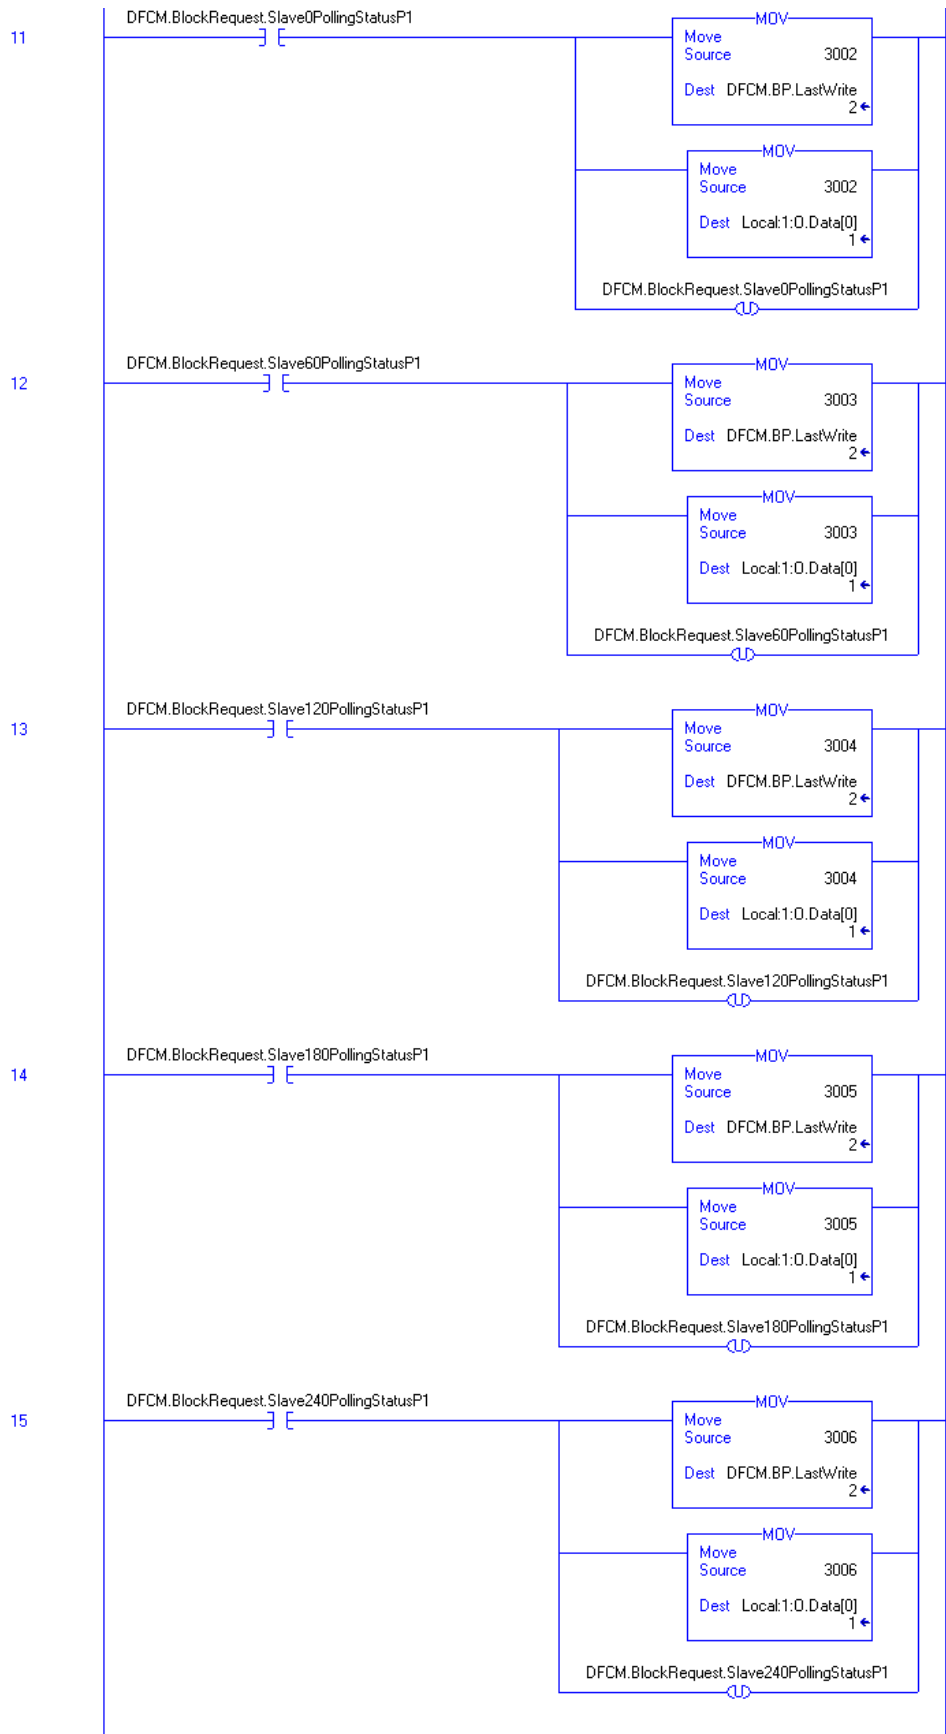 DFCM.BlockRequest.Slave0PollingStatusP1
11
MOV
Move
Source 3002
Dest DFCM.BP.LastWrite
2
MOV
Move
Source 3002
Dest Local:1:O.Data[0]
1
DFCM.BlockRequest.Slave0PollingStatusP1
U
DFCM.BlockRequest.Slave60PollingStatusP1
12
MOV
Move
Source 3003
Dest DFCM.BP.LastWrite
2
MOV
Move
Source 3003
Dest Local:1:O.Data[0]
1
DFCM.BlockRequest.Slave60PollingStatusP1
U
DFCM.BlockRequest.Slave120PollingStatusP1
13
MOV
Move
Source 3004
Dest DFCM.BP.LastWrite
2
MOV
Move
Source 3004
Dest Local:1:O.Data[0]
1
DFCM.BlockRequest.Slave120PollingStatusP1
U
DFCM.BlockRequest.Slave180PollingStatusP1
14
MOV
Move
Source 3005
Dest DFCM.BP.LastWrite
2
MOV
Move
Source 3005
Dest Local:1:O.Data[0]
1
DFCM.BlockRequest.Slave180PollingStatusP1
U
DFCM.BlockRequest.Slave240PollingStatusP1
15
MOV
Move
Source 3006
Dest DFCM.BP.LastWrite
2
MOV
Move
Source 3006
Dest Local:1:O.Data[0]
1
DFCM.BlockRequest.Slave240PollingStatusP1
U